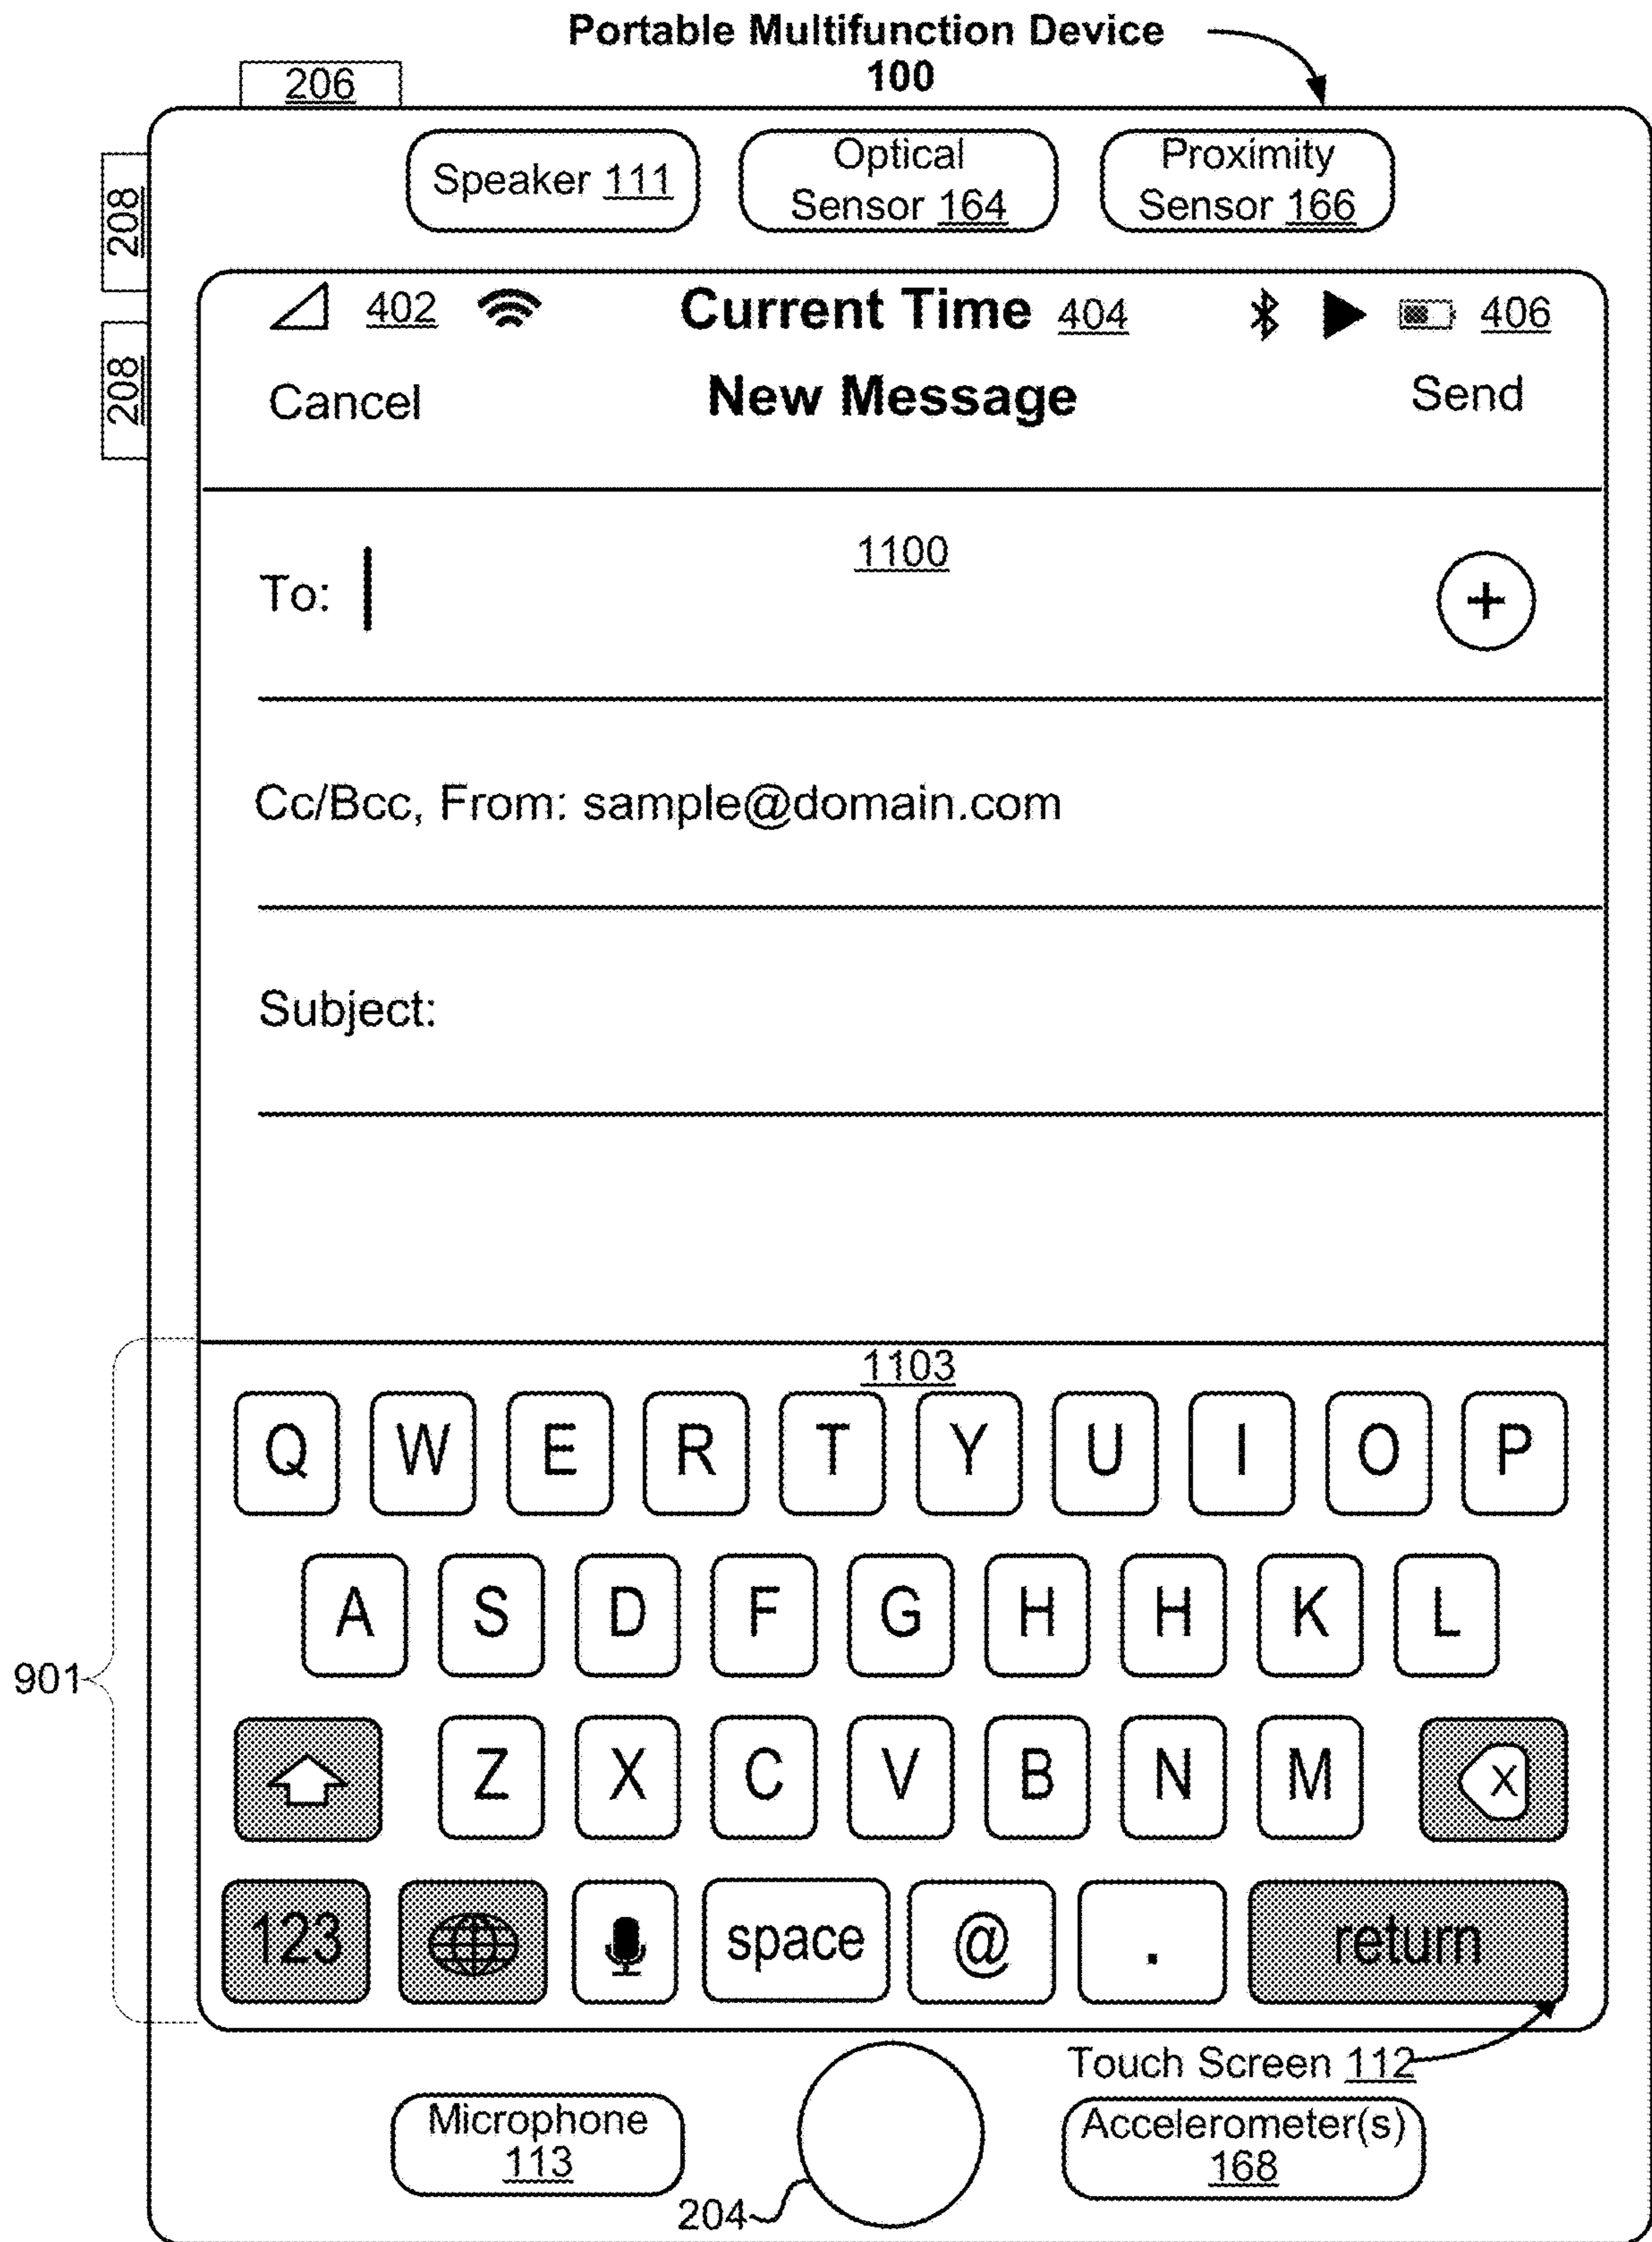 Portable Multifunction Device
100
206
208
208
Speaker 111
Optical
Sensor 164
Proximity
Sensor 166
402 Current Time 404 406
Cancel New Message Send
1100
To: +
Cc/Bcc, From: sample@domain.com
Subject:
1103
Q W E R T Y U I O P
A S D F G H H K L
901
Z X C V B N M X
123 space @ . return
Touch Screen 112
Microphone
113
Accelerometer(s)
168
204